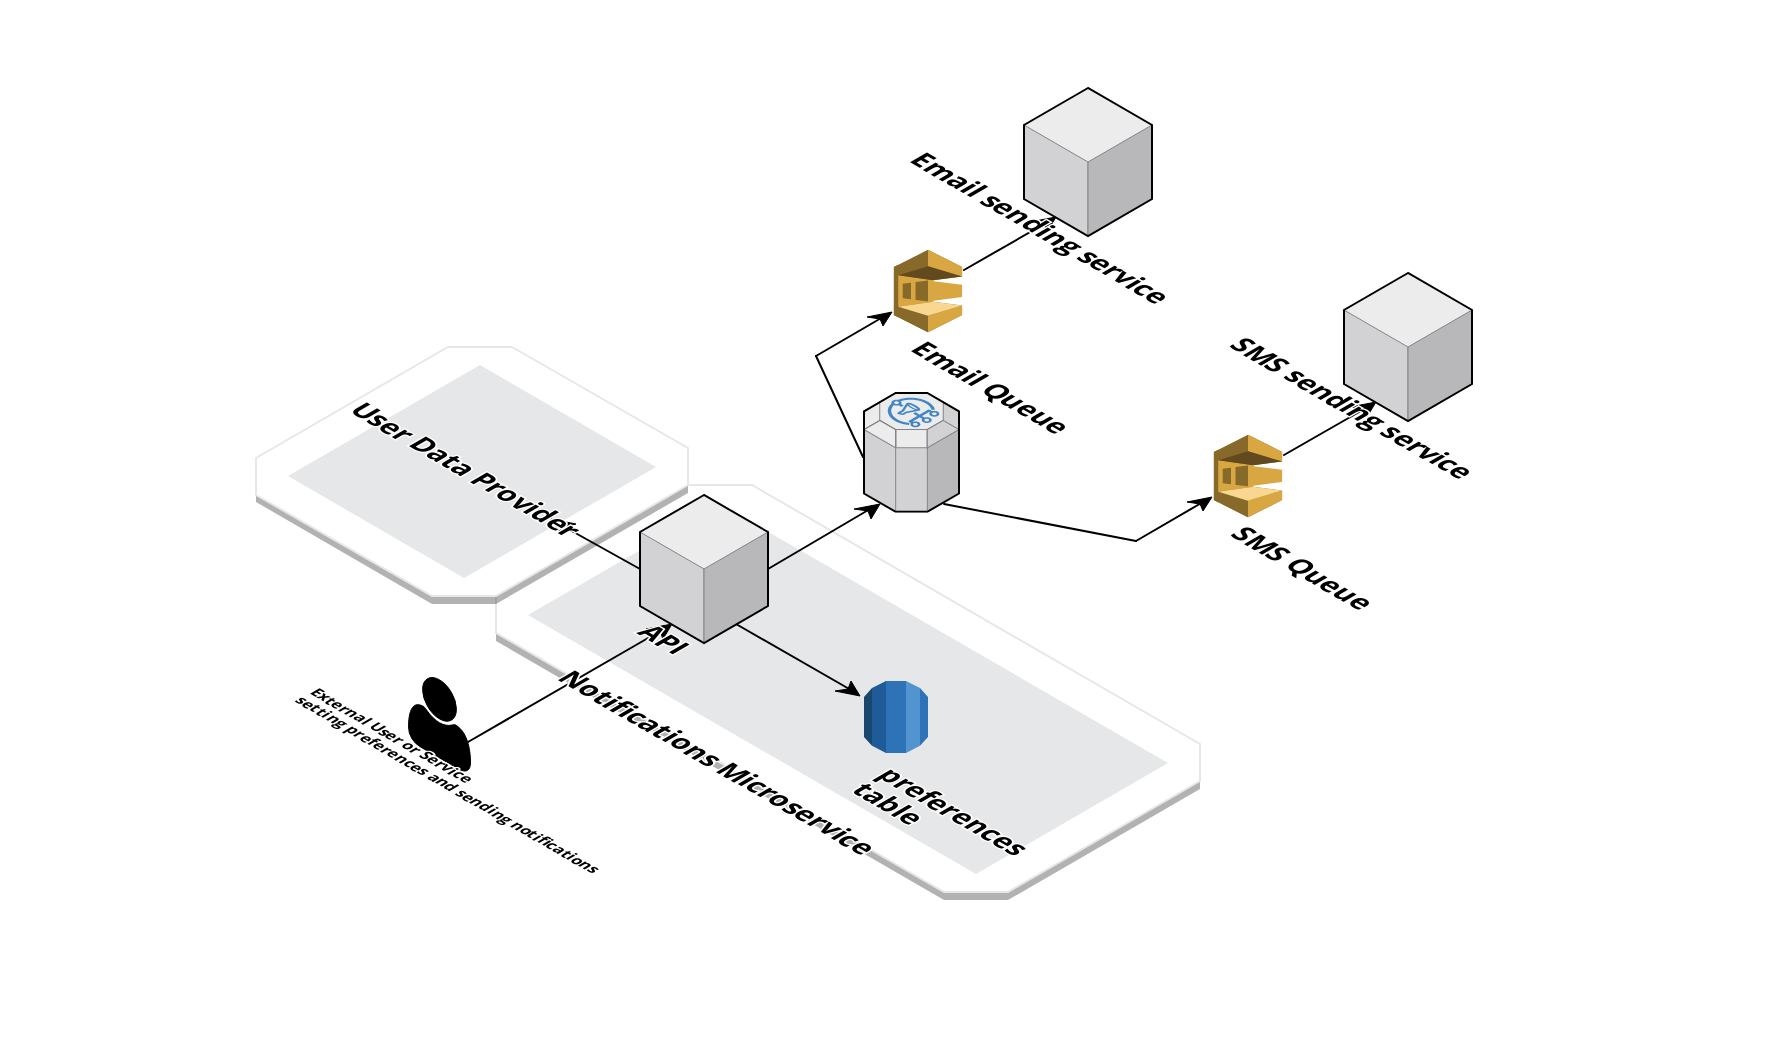 Email sending service
Email Queue
SMS sending service
SMS Queue
User Data Provider
API
Notifications Microservice
preferences
table
External User or Service
setting preferences and sending notifications